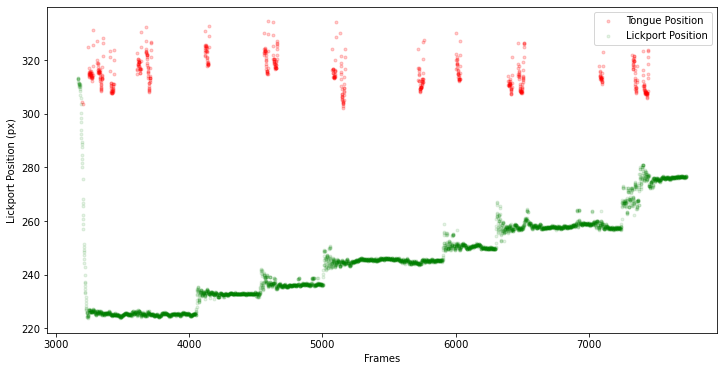 Tongue Position
Lickport Position
Lickport Position (px)
320
300
280
260
240
220
3000
4000
5000
6000
7000
Frames